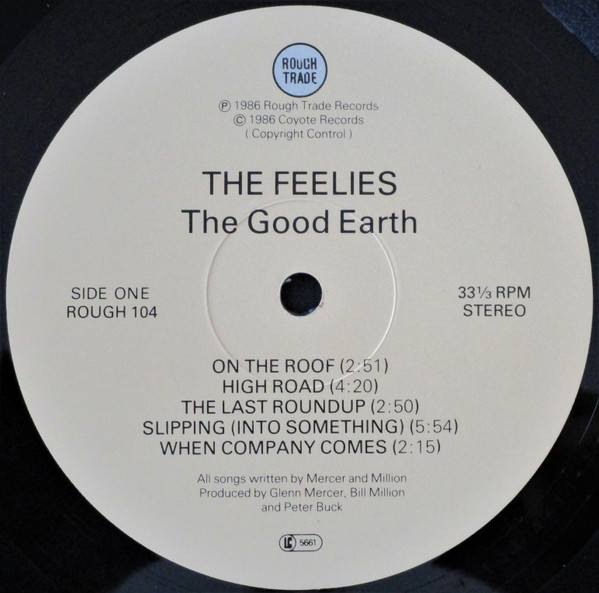 ROUGH
TRADE
℗ 1986 Rough Trade Records
© 1986 Coyote Records
( Copyright Control )
THE FEELIES
The Good Earth
SIDE ONE
ROUGH 104
33⅓ RPM
STEREO
ON THE ROOF (2:51)
HIGH ROAD (4:20)
THE LAST ROUNDUP (2:50)
SLIPPING (INTO SOMETHING) (5:54)
WHEN COMPANY COMES (2:15)
All songs written by Mercer and Million
Produced by Glenn Mercer, Bill Million
and Peter Buck
LC 5661